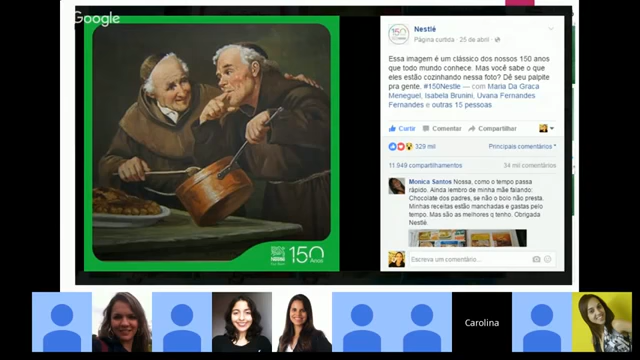 Google
Nestlé
Página curtida · 25 de abril ·
Essa imagem é um clássico dos nossos 150 anos
que todo mundo conhece. Mas você sabe o que
eles estão cozinhando nessa foto? Dê seu palpite
pra gente. #150Nestle — com Maria Da Graca
Meneguel, Isabela Brunini, Uvana Fernandes
Fernandes e outras 15 pessoas
Curtir Comentar Compartilhar
329 mil Principais comentários
11 949 compartilhamentos 34 mil comentários
Monica Santos Nossa, como o tempo passa
rápido. Ainda lembro de minha mãe falando:
Chocolate dos padres, se não o bolo não presta.
Minhas receitas estão manchadas e gastas pelo
tempo. Mas são as melhores q tenho. Obrigada
Nestlé.
Escreva um comentário...
Nestlé
150
Anos
Carolina